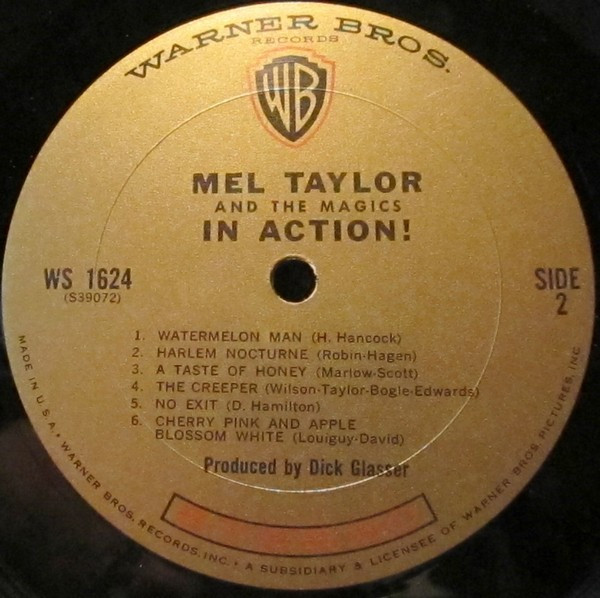 WARNER BROS.
RECORDS
WB
MEL TAYLOR
AND THE MAGICS
IN ACTION!
WS 1624
(S39072)
SIDE
2
1. WATERMELON MAN (H. Hancock)
2. HARLEM NOCTURNE (Robin-Hagen)
3. A TASTE OF HONEY (Marlow-Scott)
4. THE CREEPER (Wilson-Taylor-Bogle-Edwards)
5. NO EXIT (D. Hamilton)
6. CHERRY PINK AND APPLE
BLOSSOM WHITE (Louiguy-David)
Produced by Dick Glasser
MADE IN U.S.A. • WARNER BROS. RECORDS, INC. • A SUBSIDIARY & LICENSEE OF WARNER BROS. PICTURES, INC.